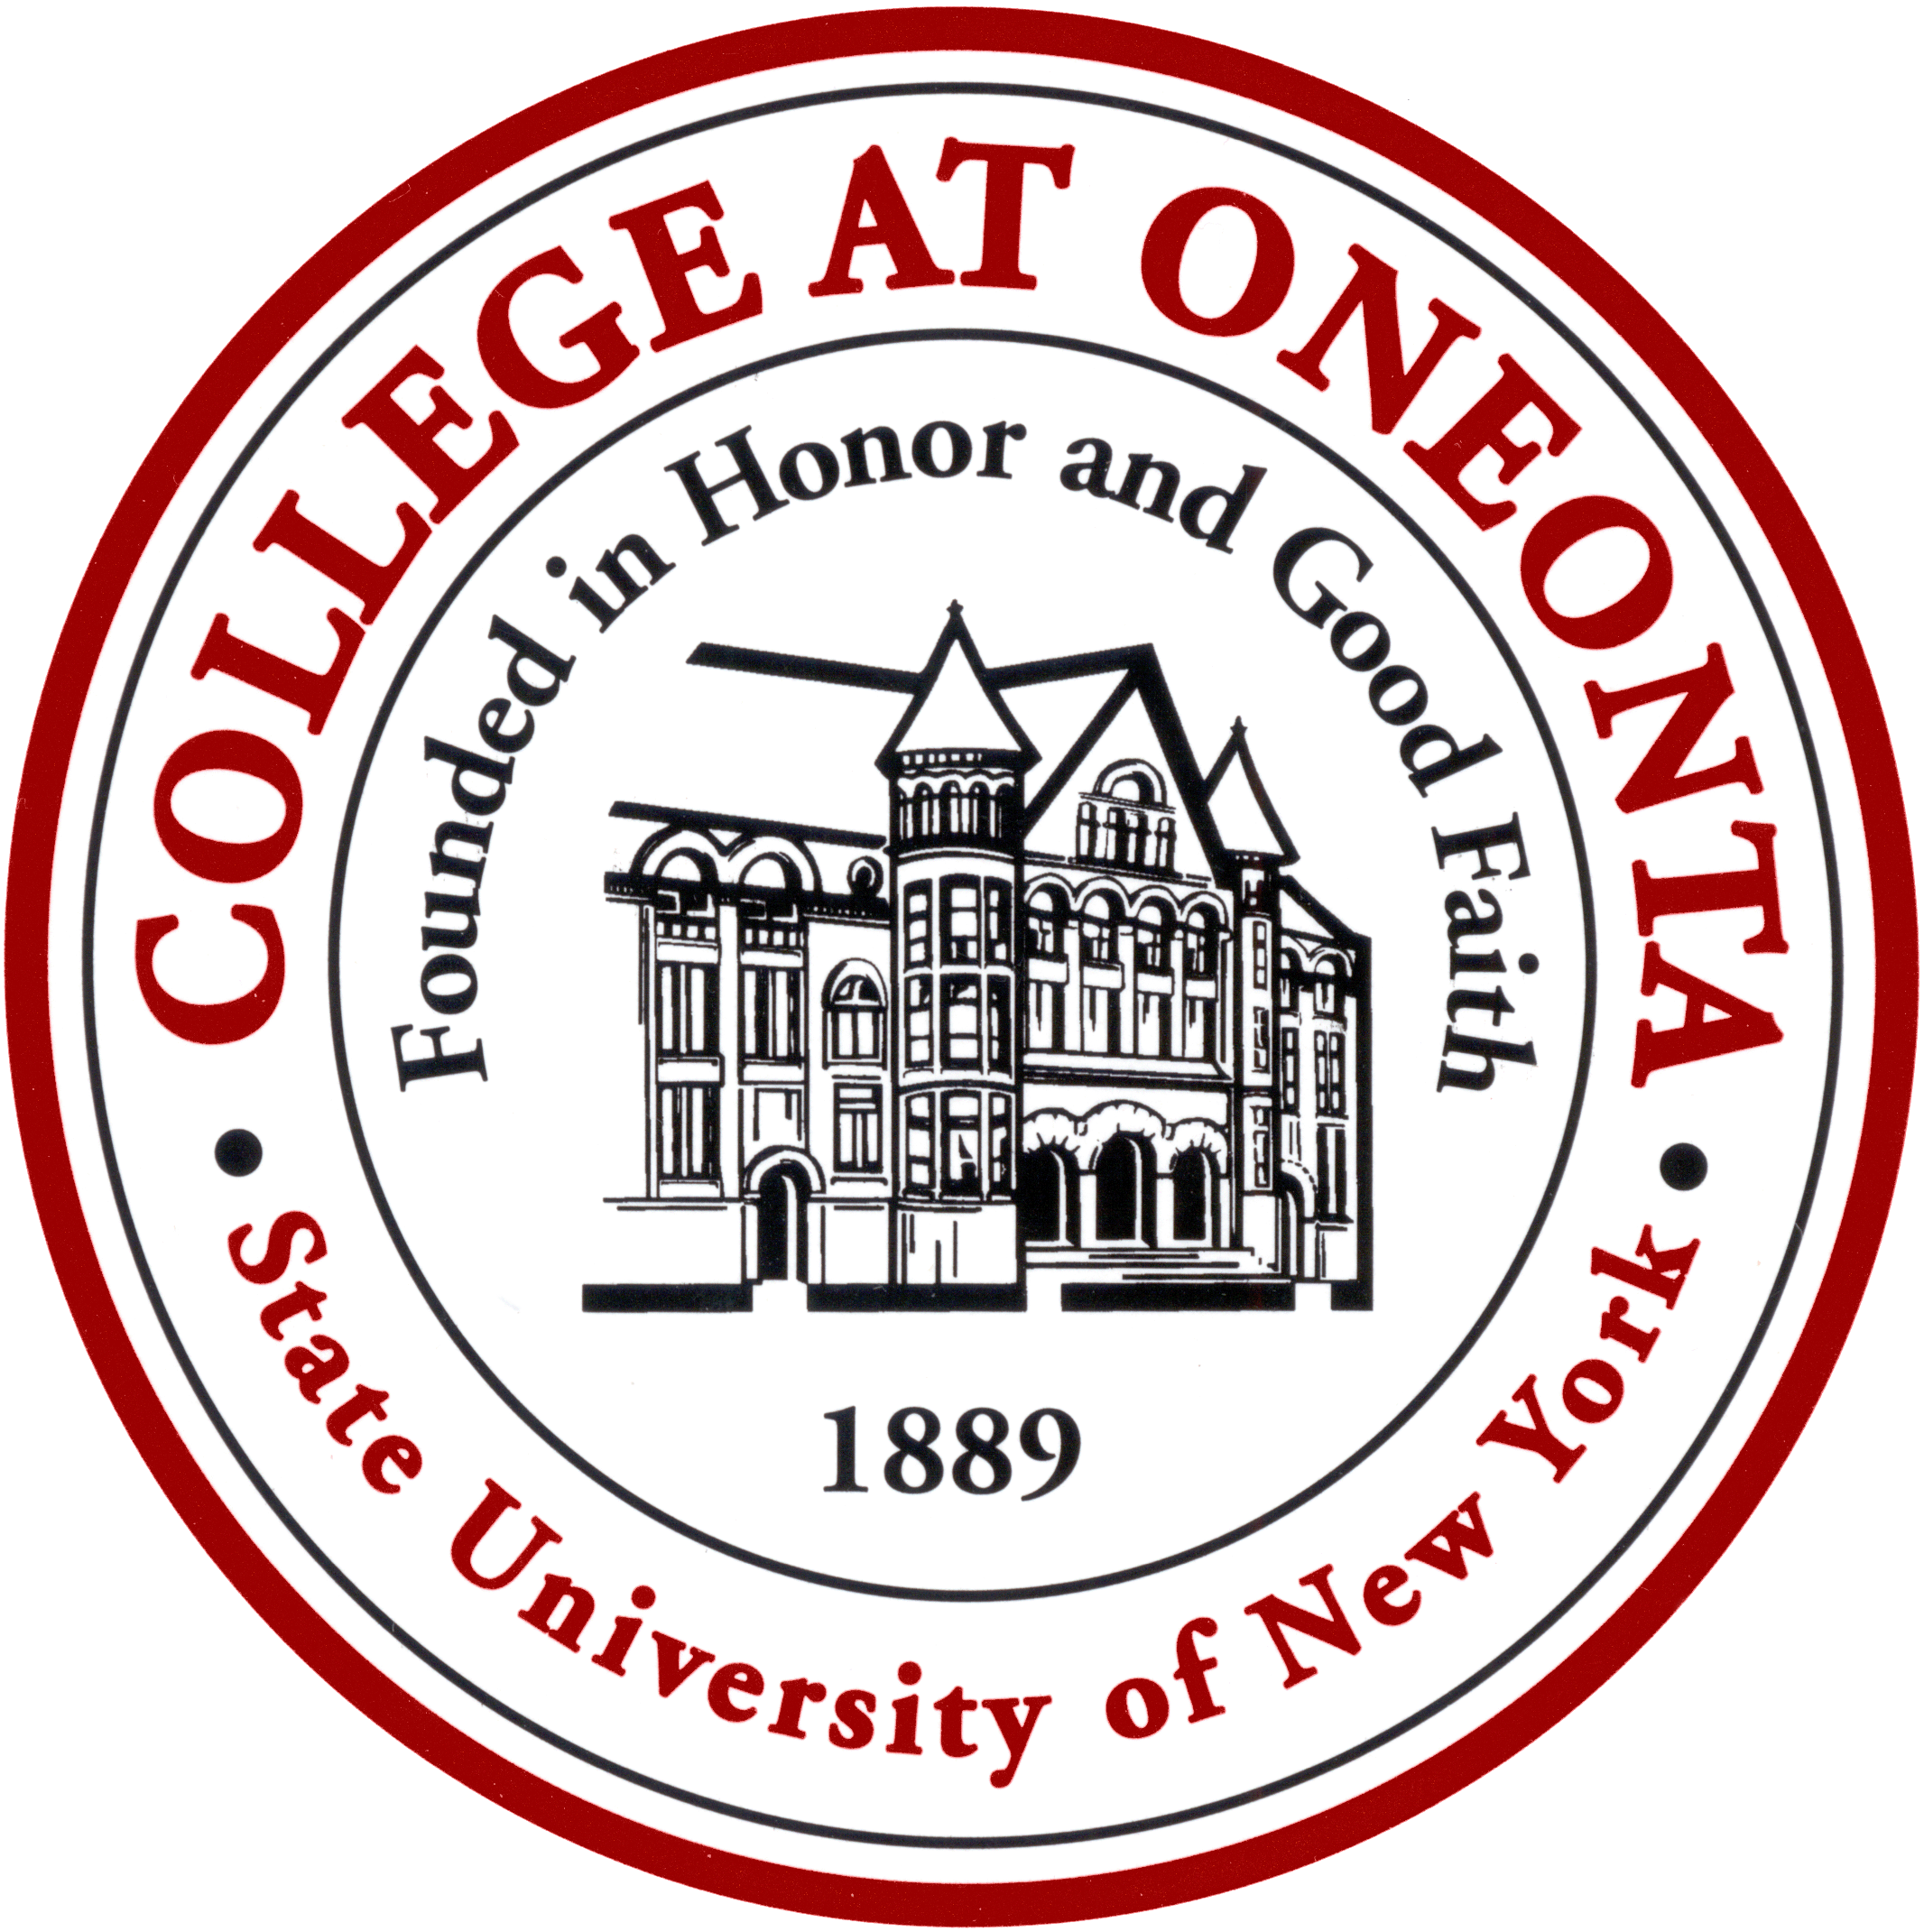 COLLEGE AT ONEONTA
Founded in Honor and Good Faith
1889
• State University of New York •